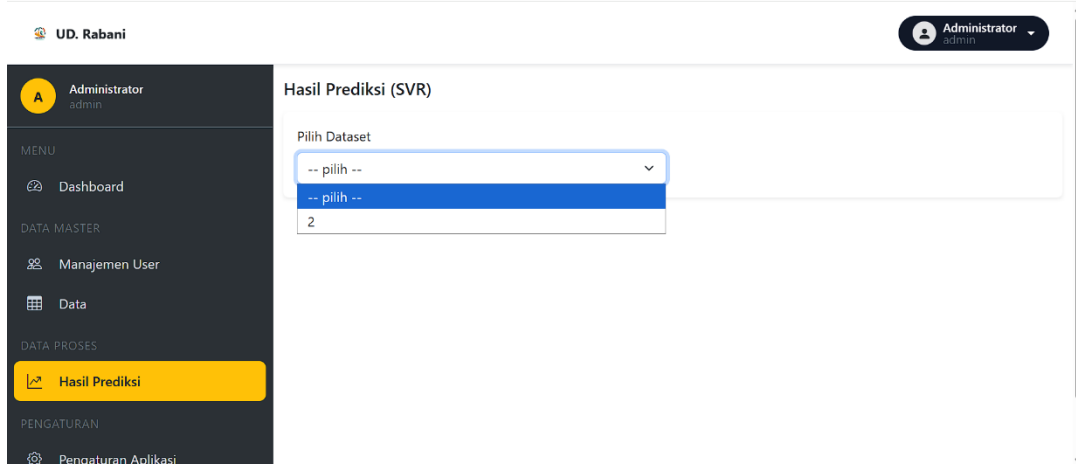 UD. Rabani
Administrator
admin
A
Administrator
admin
MENU
Dashboard
DATA MASTER
Manajemen User
Data
DATA PROSES
Hasil Prediksi
PENGATURAN
Pengaturan Aplikasi
Hasil Prediksi (SVR)
Pilih Dataset
-- pilih --
-- pilih --
2